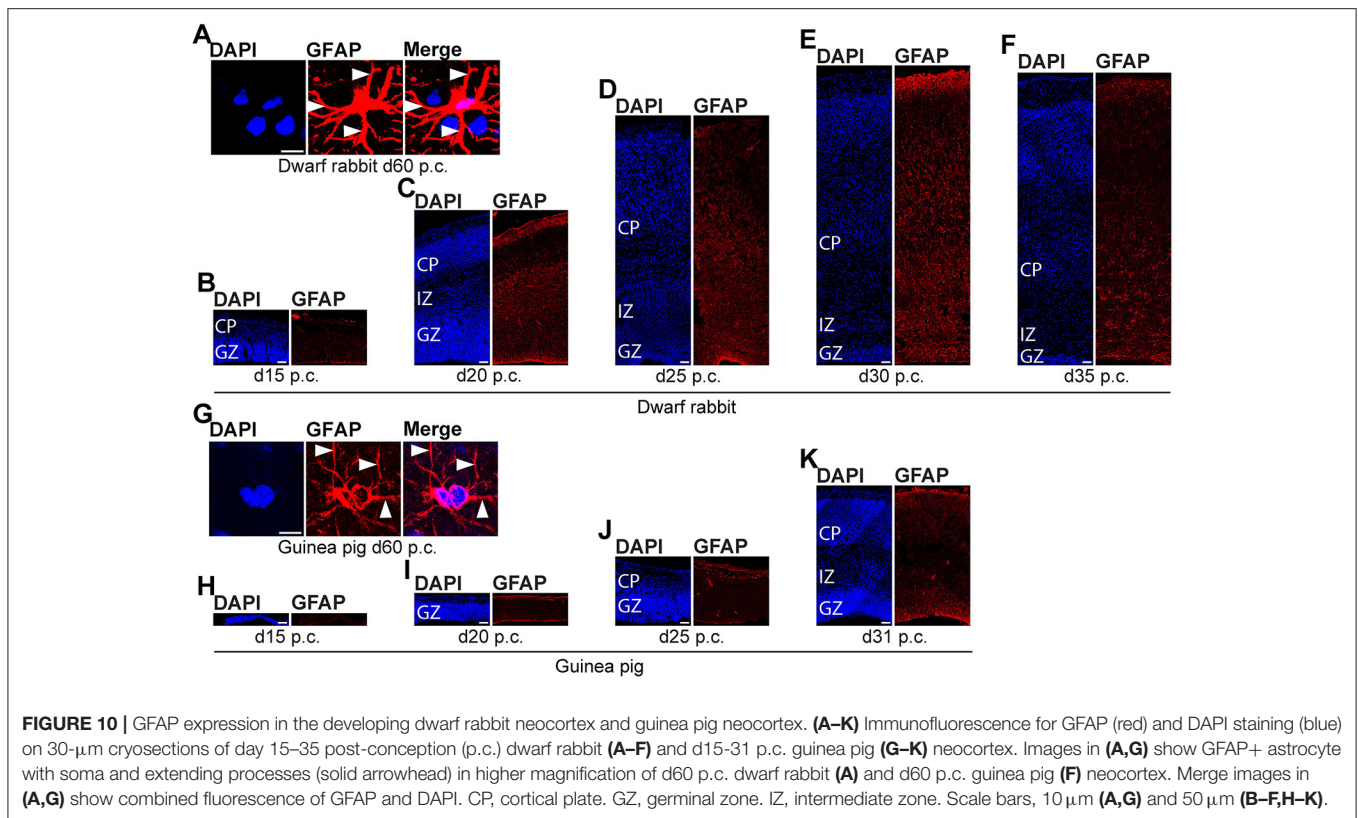 A
DAPI GFAP Merge
Dwarf rabbit d60 p.c.
B
DAPI GFAP
CP
GZ
d15 p.c.
C
DAPI GFAP
CP
IZ
GZ
d20 p.c.
D
DAPI GFAP
CP
IZ
GZ
d25 p.c.
E
DAPI GFAP
CP
IZ
GZ
d30 p.c.
F
DAPI GFAP
CP
IZ
GZ
d35 p.c.
Dwarf rabbit
G
DAPI GFAP Merge
Guinea pig d60 p.c.
H
DAPI GFAP
d15 p.c.
I
DAPI GFAP
GZ
d20 p.c.
J
DAPI GFAP
CP
GZ
d25 p.c.
K
DAPI GFAP
CP
IZ
GZ
d31 p.c.
Guinea pig
FIGURE 10 | GFAP expression in the developing dwarf rabbit neocortex and guinea pig neocortex. (A–K) Immunofluorescence for GFAP (red) and DAPI staining (blue)
on 30-μm cryosections of day 15–35 post-conception (p.c.) dwarf rabbit (A–F) and d15-31 p.c. guinea pig (G–K) neocortex. Images in (A,G) show GFAP+ astrocyte
with soma and extending processes (solid arrowhead) in higher magnification of d60 p.c. dwarf rabbit (A) and d60 p.c. guinea pig (F) neocortex. Merge images in
(A,G) show combined fluorescence of GFAP and DAPI. CP, cortical plate. GZ, germinal zone. IZ, intermediate zone. Scale bars, 10 μm (A,G) and 50 μm (B–F,H–K).